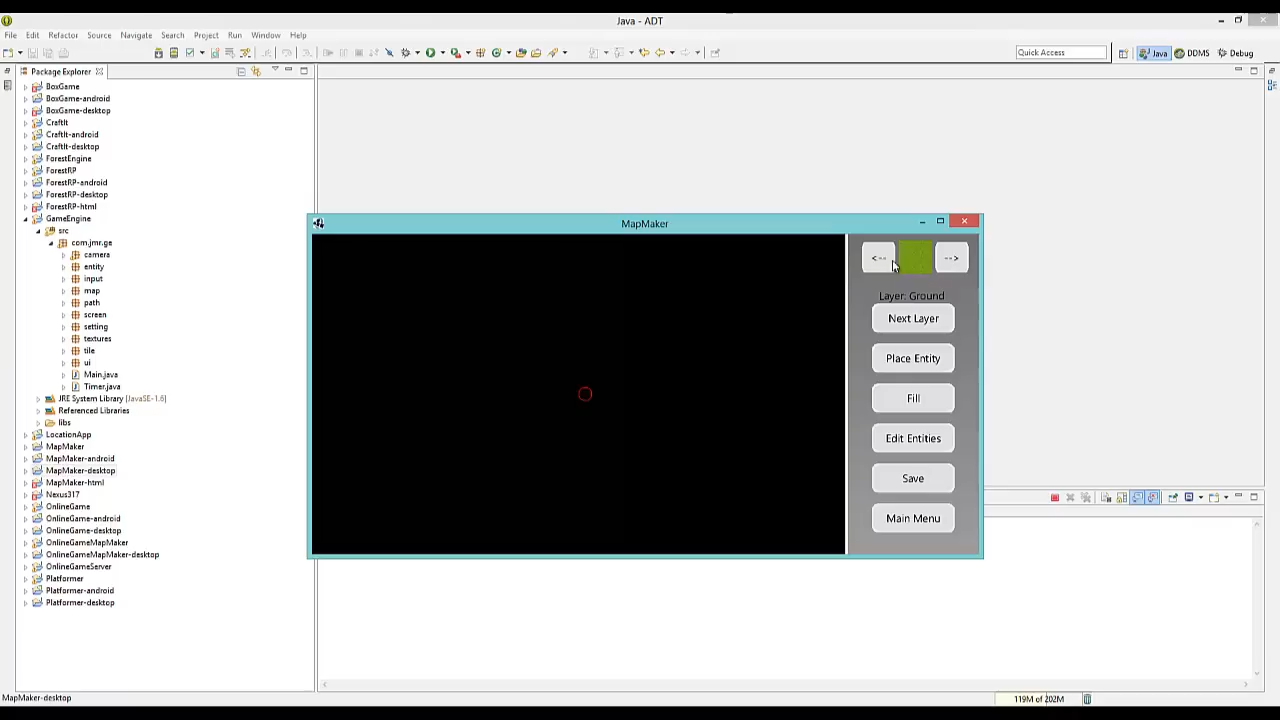 Java - ADT
File Edit Refactor Source Navigate Search Project Run Window Help
Quick Access
Java
DDMS
Debug
Package Explorer
BoxGame
BoxGame-android
BoxGame-desktop
CraftIt
CraftIt-android
CraftIt-desktop
ForestEngine
ForestRP
ForestRP-android
ForestRP-desktop
ForestRP-html
GameEngine
src
com.jmr.ge
camera
entity
input
map
path
screen
setting
textures
tile
ui
Main.java
Timer.java
JRE System Library [JavaSE-1.6]
Referenced Libraries
libs
LocationApp
MapMaker
MapMaker-android
MapMaker-desktop
MapMaker-html
Nexus317
OnlineGame
OnlineGame-android
OnlineGame-desktop
OnlineGameMapMaker
OnlineGameMapMaker-desktop
OnlineGameServer
Platformer
Platformer-android
Platformer-desktop
MapMaker
<-- -->
Layer: Ground
Next Layer
Place Entity
Fill
Edit Entities
Save
Main Menu
MapMaker-desktop
119M of 202M